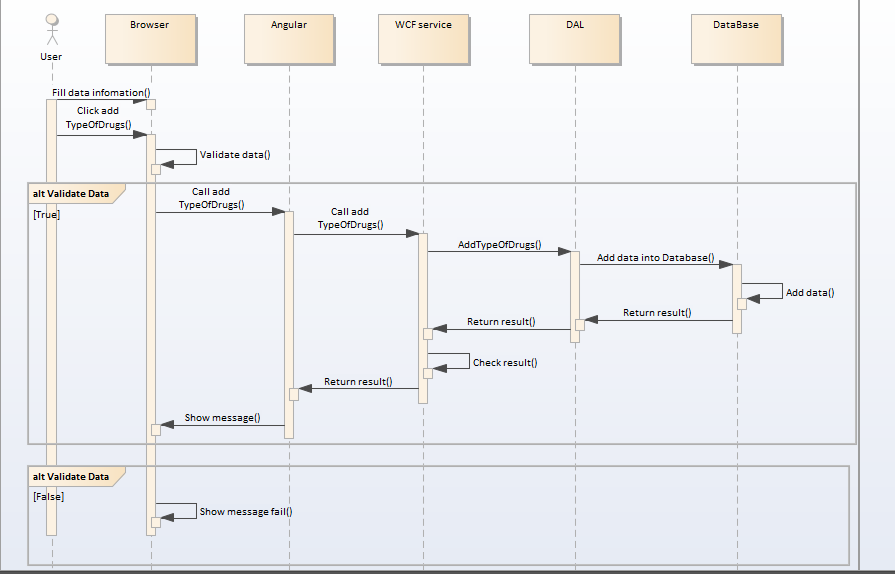 Browser
Angular
WCF service
DAL
DataBase
User
Fill data infomation()
Click add
TypeOfDrugs()
Validate data()
alt Validate Data
[True]
Call add
TypeOfDrugs()
Call add
TypeOfDrugs()
AddTypeOfDrugs()
Add data into Database()
Add data()
Return result()
Return result()
Check result()
Return result()
Show message()
alt Validate Data
[False]
Show message fail()